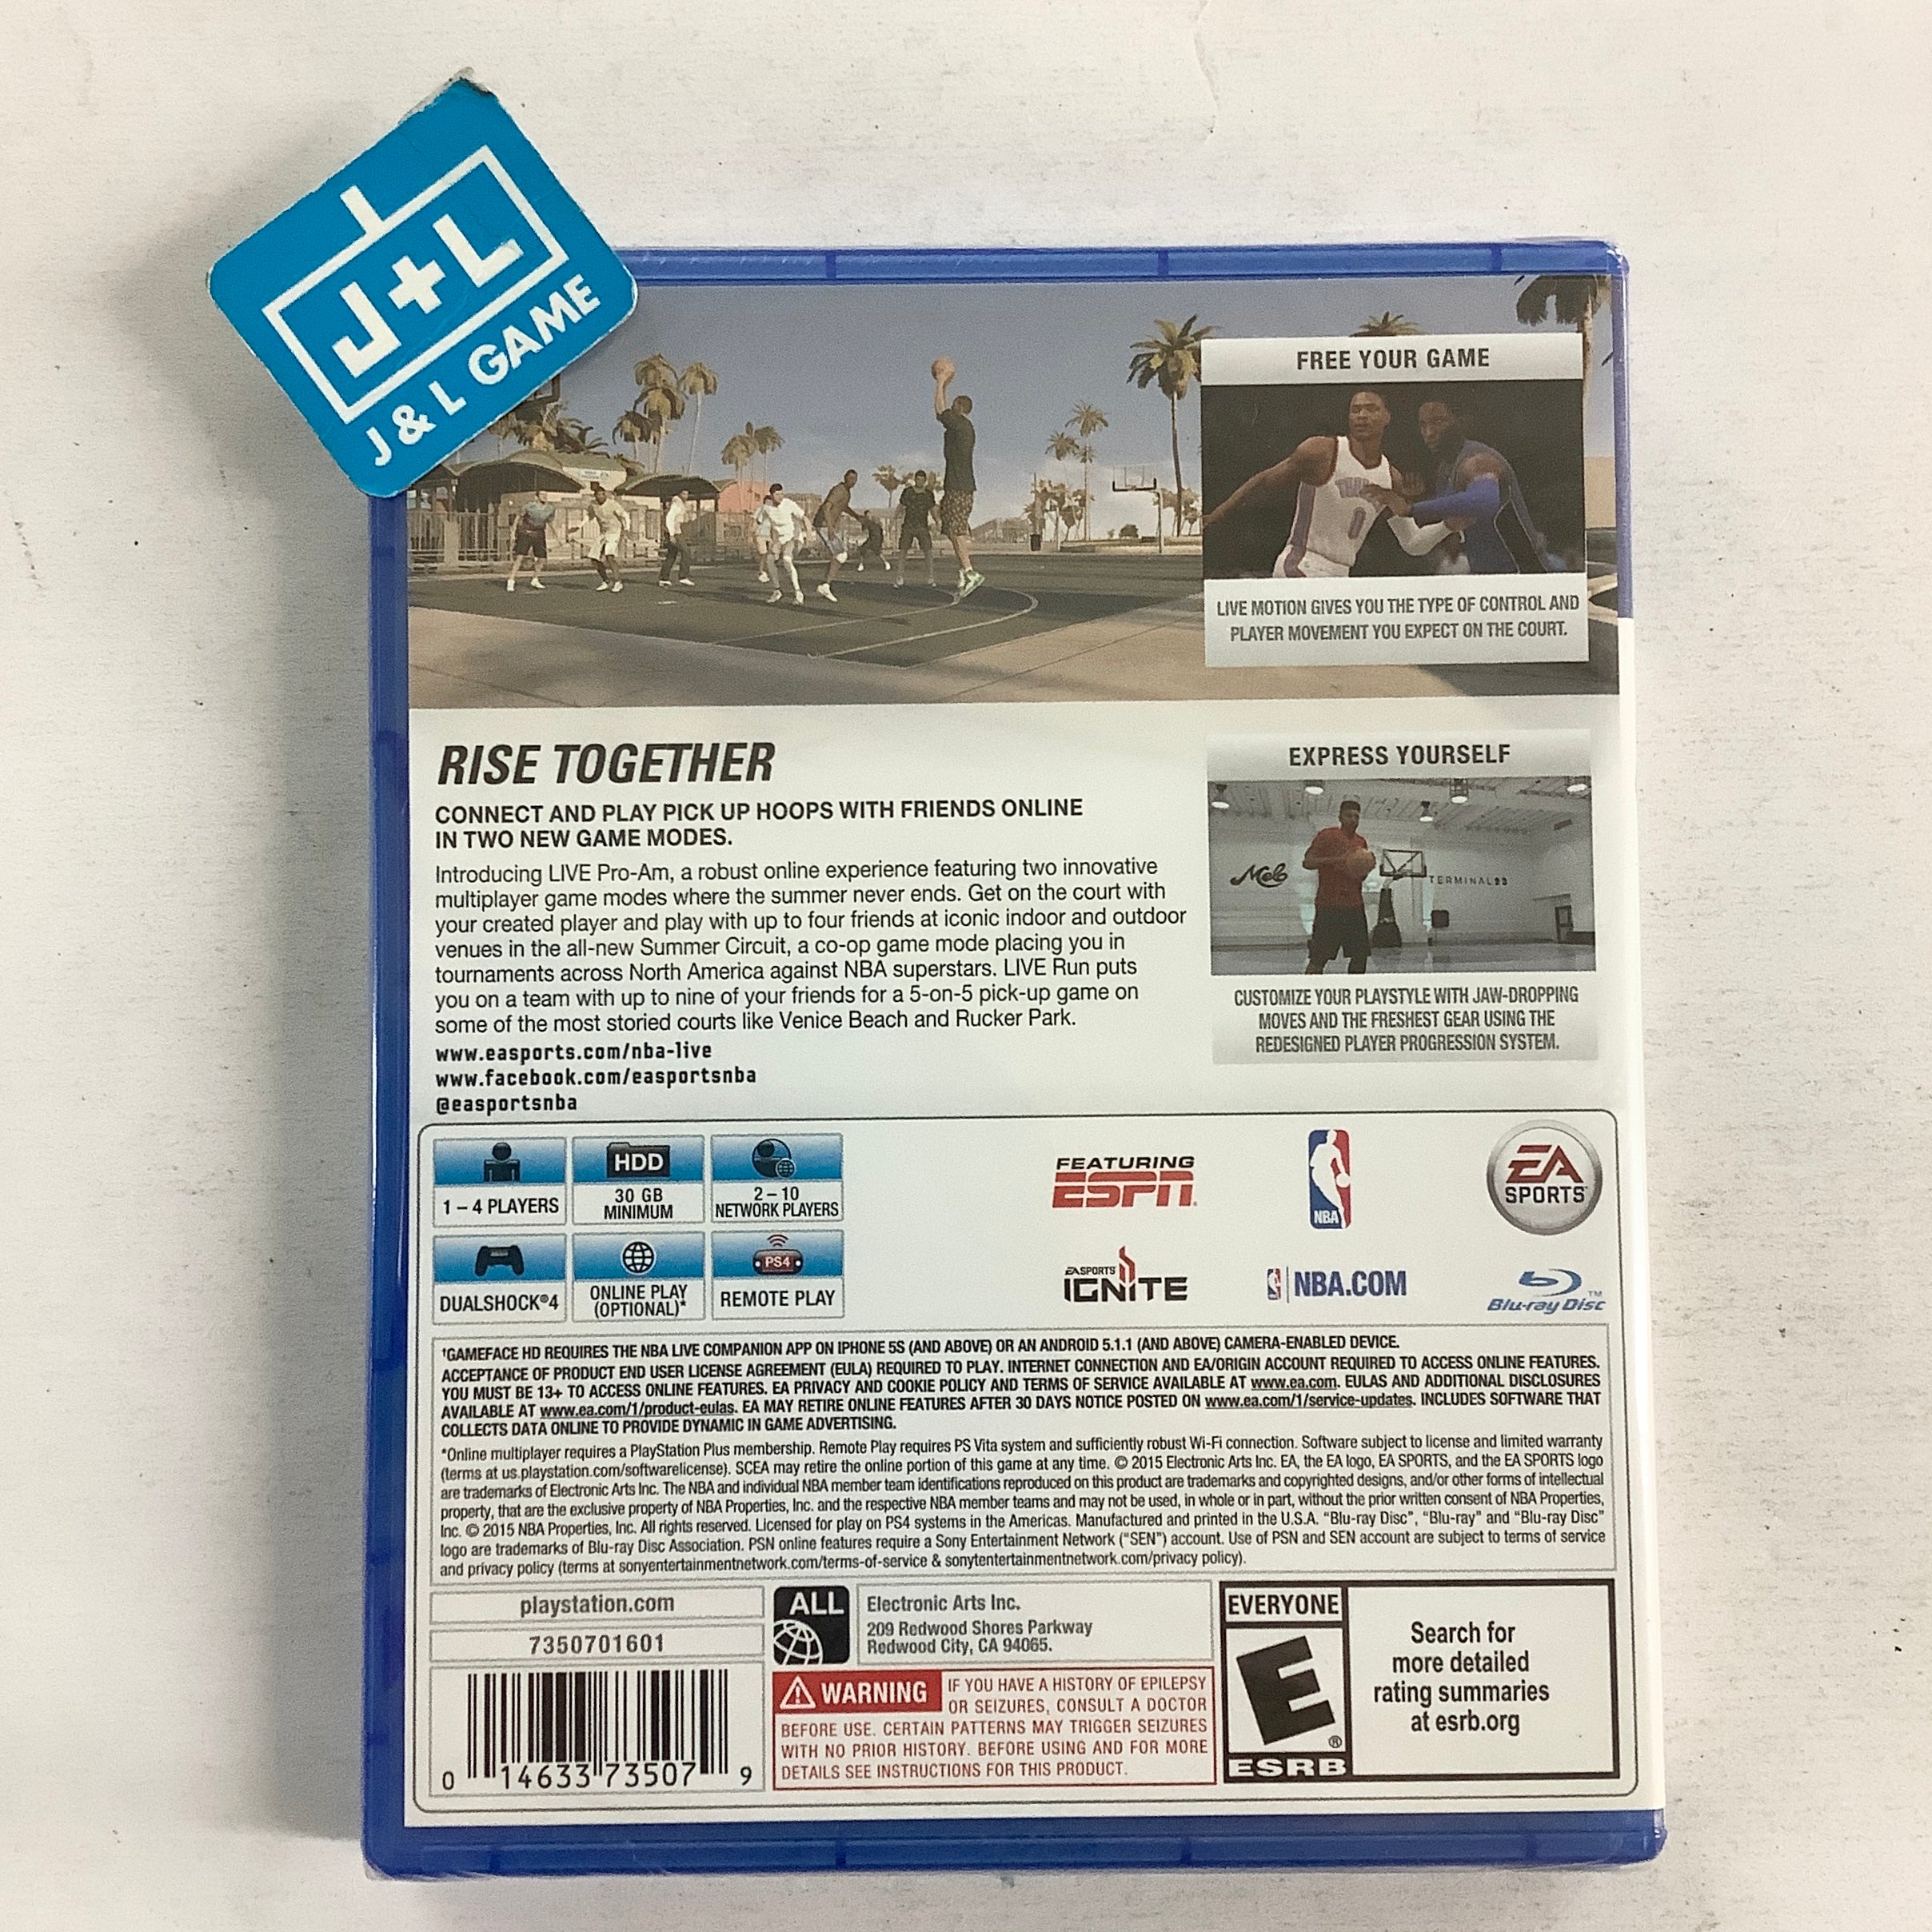 J+L
J & L GAME
FREE YOUR GAME
0
LIVE MOTION GIVES YOU THE TYPE OF CONTROL AND
PLAYER MOVEMENT YOU EXPECT ON THE COURT.
RISE TOGETHER
CONNECT AND PLAY PICK UP HOOPS WITH FRIENDS ONLINE
IN TWO NEW GAME MODES.
Introducing LIVE Pro-Am, a robust online experience featuring two innovative
multiplayer game modes where the summer never ends. Get on the court with
your created player and play with up to four friends at iconic indoor and outdoor
venues in the all-new Summer Circuit, a co-op game mode placing you in
tournaments across North America against NBA superstars. LIVE Run puts
you on a team with up to nine of your friends for a 5-on-5 pick-up game on
some of the most storied courts like Venice Beach and Rucker Park.
www.easports.com/nba-live
www.facebook.com/easportsnba
@easportsnba
EXPRESS YOURSELF
Melo
TERMINAL23
CUSTOMIZE YOUR PLAYSTYLE WITH JAW-DROPPING
MOVES AND THE FRESHEST GEAR USING THE
REDESIGNED PLAYER PROGRESSION SYSTEM.
1 – 4 PLAYERS
HDD
30 GB
MINIMUM
2 – 10
NETWORK PLAYERS
DUALSHOCK®4
ONLINE PLAY
(OPTIONAL)*
PS4
REMOTE PLAY
FEATURING
ESPN
NBA
EA
SPORTS
EA SPORTS
IGNITE
NBA.COM
Blu-ray Disc™
†GAMEFACE HD REQUIRES THE NBA LIVE COMPANION APP ON IPHONE 5S (AND ABOVE) OR AN ANDROID 5.1.1 (AND ABOVE) CAMERA-ENABLED DEVICE.
ACCEPTANCE OF PRODUCT END USER LICENSE AGREEMENT (EULA) REQUIRED TO PLAY. INTERNET CONNECTION AND EA/ORIGIN ACCOUNT REQUIRED TO ACCESS ONLINE FEATURES.
YOU MUST BE 13+ TO ACCESS ONLINE FEATURES. EA PRIVACY AND COOKIE POLICY AND TERMS OF SERVICE AVAILABLE AT www.ea.com. EULAS AND ADDITIONAL DISCLOSURES
AVAILABLE AT www.ea.com/1/product-eulas. EA MAY RETIRE ONLINE FEATURES AFTER 30 DAYS NOTICE POSTED ON www.ea.com/1/service-updates. INCLUDES SOFTWARE THAT
COLLECTS DATA ONLINE TO PROVIDE DYNAMIC IN GAME ADVERTISING.
*Online multiplayer requires a PlayStation Plus membership. Remote Play requires PS Vita system and sufficiently robust Wi-Fi connection. Software subject to license and limited warranty
(terms at us.playstation.com/softwarelicense). SCEA may retire the online portion of this game at any time. © 2015 Electronic Arts Inc. EA, the EA logo, EA SPORTS, and the EA SPORTS logo
are trademarks of Electronic Arts Inc. The NBA and individual NBA member team identifications reproduced on this product are trademarks and copyrighted designs, and/or other forms of intellectual
property, that are the exclusive property of NBA Properties, Inc. and the respective NBA member teams and may not be used, in whole or in part, without the prior written consent of NBA Properties,
Inc. © 2015 NBA Properties, Inc. All rights reserved. Licensed for play on PS4 systems in the Americas. Manufactured and printed in the U.S.A. "Blu-ray Disc", "Blu-ray" and "Blu-ray Disc"
logo are trademarks of Blu-ray Disc Association. PSN online features require a Sony Entertainment Network ("SEN") account. Use of PSN and SEN account are subject to terms of service
and privacy policy (terms at sonyentertainmentnetwork.com/terms-of-service & sonytentertainmentnetwork.com/privacy policy).
playstation.com
7350701601
0 14633 73507 9
ALL
Electronic Arts Inc.
209 Redwood Shores Parkway
Redwood City, CA 94065.
WARNING IF YOU HAVE A HISTORY OF EPILEPSY
OR SEIZURES, CONSULT A DOCTOR
BEFORE USE. CERTAIN PATTERNS MAY TRIGGER SEIZURES
WITH NO PRIOR HISTORY. BEFORE USING AND FOR MORE
DETAILS SEE INSTRUCTIONS FOR THIS PRODUCT.
EVERYONE
E
®
ESRB
Search for
more detailed
rating summaries
at esrb.org